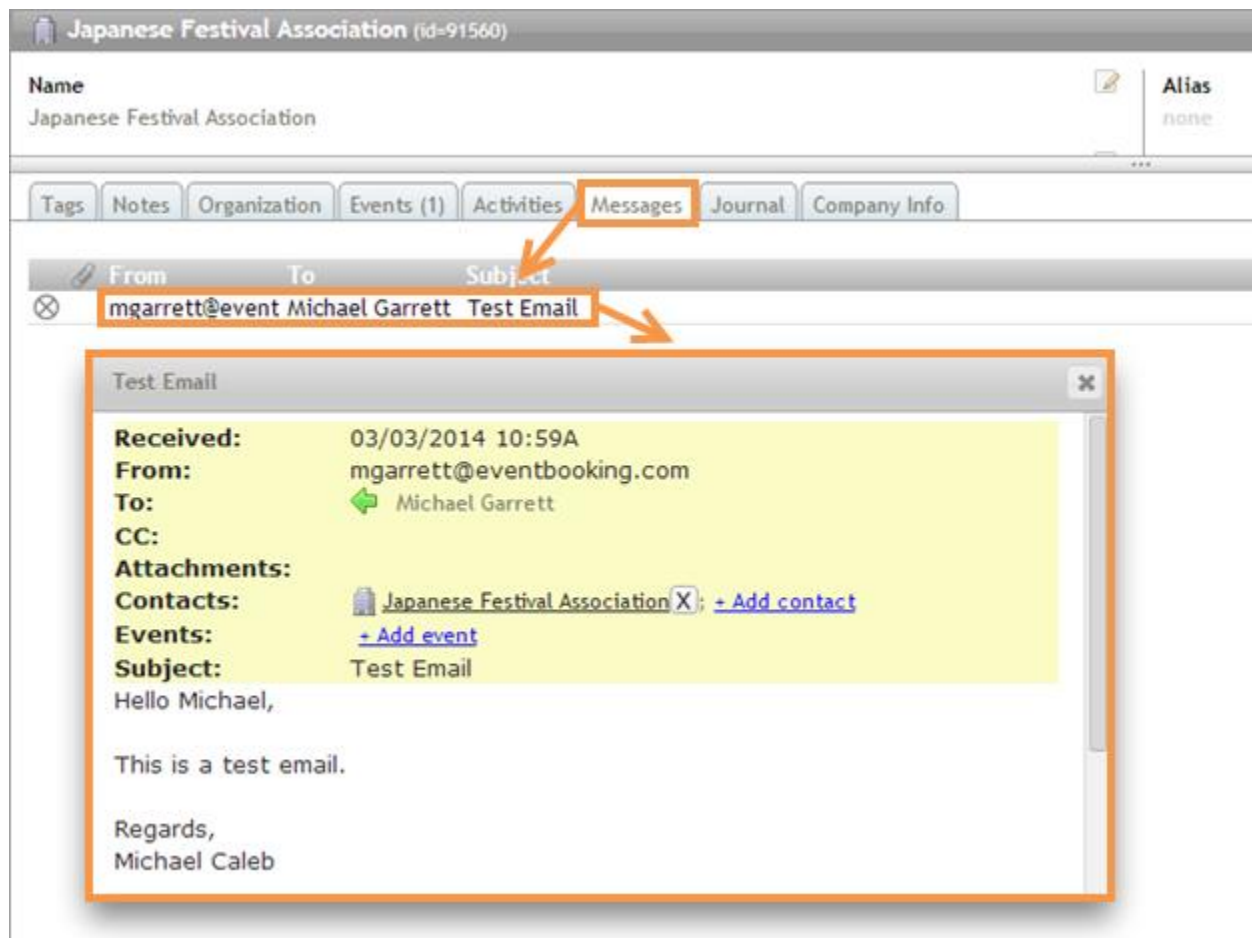 Japanese Festival Association (id=91560)
Name
Alias
Japanese Festival Association
none
Tags Notes Organization Events (1) Activities Messages Journal Company Info
From To Subject
mgarrett@event Michael Garrett Test Email
Test Email
Received: 03/03/2014 10:59A
From: mgarrett@eventbooking.com
To: Michael Garrett
CC:
Attachments:
Contacts: Japanese Festival Association X; + Add contact
Events: + Add event
Subject: Test Email
Hello Michael,
This is a test email.
Regards,
Michael Caleb